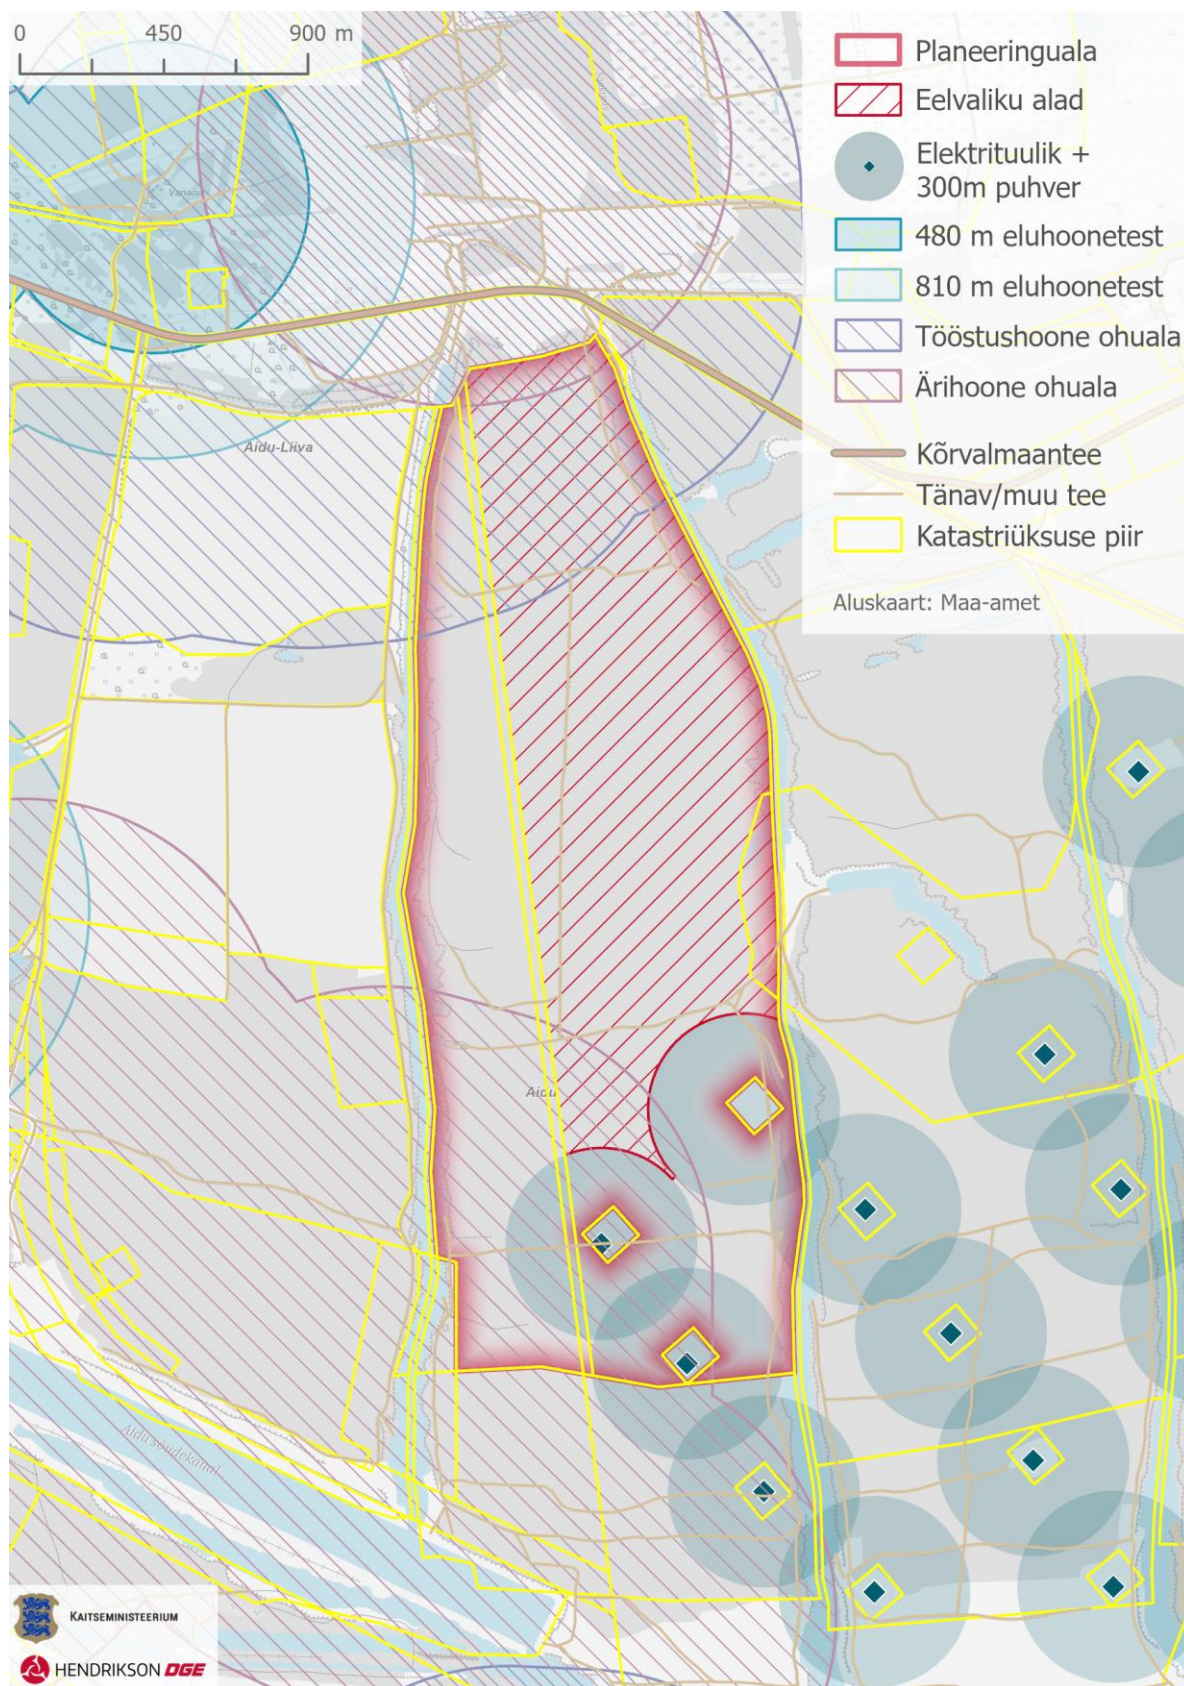 0 450 900 m
Planeeringuala
Eelvaliku alad
Elektrituulik +
300m puhver
480 m eluhoonetest
810 m eluhoonetest
Tööstushoone ohuala
Ärihoone ohuala
Kõrvalmaantee
Tänav/muu tee
Katastriüksuse piir
Aluskaart: Maa-amet
Aidu-Liiva
Aidu
Aidu sõudekanal
KAITSEMINISTEERIUM
HENDRIKSON DGE